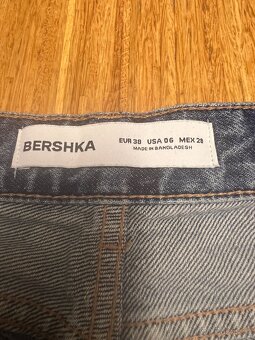 BERSHKA
EUR 38 USA 06 MEX 28
MADE IN BANGLADESH